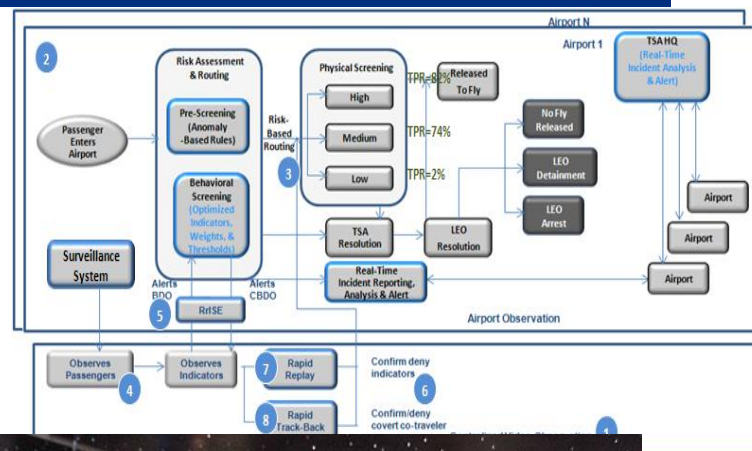 Airport N
Airport 1
2
Risk Assessment
& Routing
Pre-Screening
(Anomaly
-Based Rules)
Behavioral
Screening
(Optimized
Indicators,
Weights, &
Thresholds)
Passenger
Enters
Airport
Risk-
Based
Routing
3
Physical Screening
High
Medium
Low
TPR=82%
TPR=74%
TPR=2%
Released
To Fly
TSA HQ
(Real-Time
Incident Analysis
& Alert)
No Fly
Released
LEO
Detainment
LEO
Arrest
TSA
Resolution
LEO
Resolution
Airport
Airport
Airport
Surveillance
System
Real-Time
Incident Reporting,
Analysis & Alert
Alerts
BDO
Alerts
CBDO
5
RrISE
Airport Observation
Observes
Passengers
4
Observes
Indicators
7
Rapid
Replay
Confirm deny
indicators
6
8
Rapid
Track-Back
Confirm/deny
covert co-traveler
1